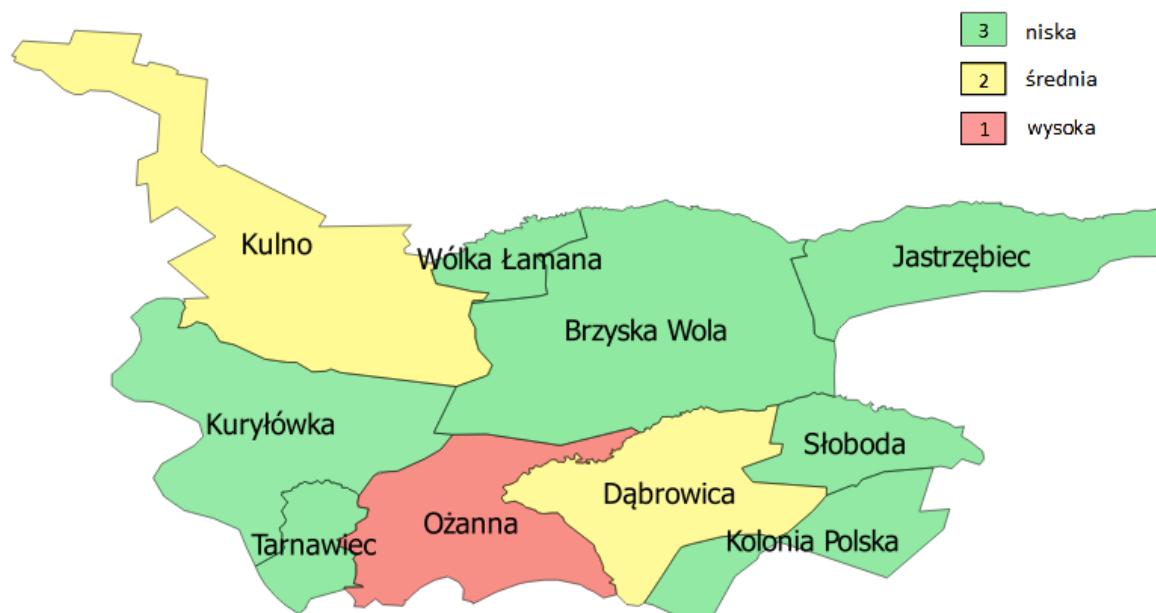 3 niska
2 średnia
1 wysoka
Kulno
Wólka Łamana
Jastrzębiec
Brzyska Wola
Kuryłówka
Słoboda
Dąbrowica
Ożanna
Kolonia Polska
Tarnawiec